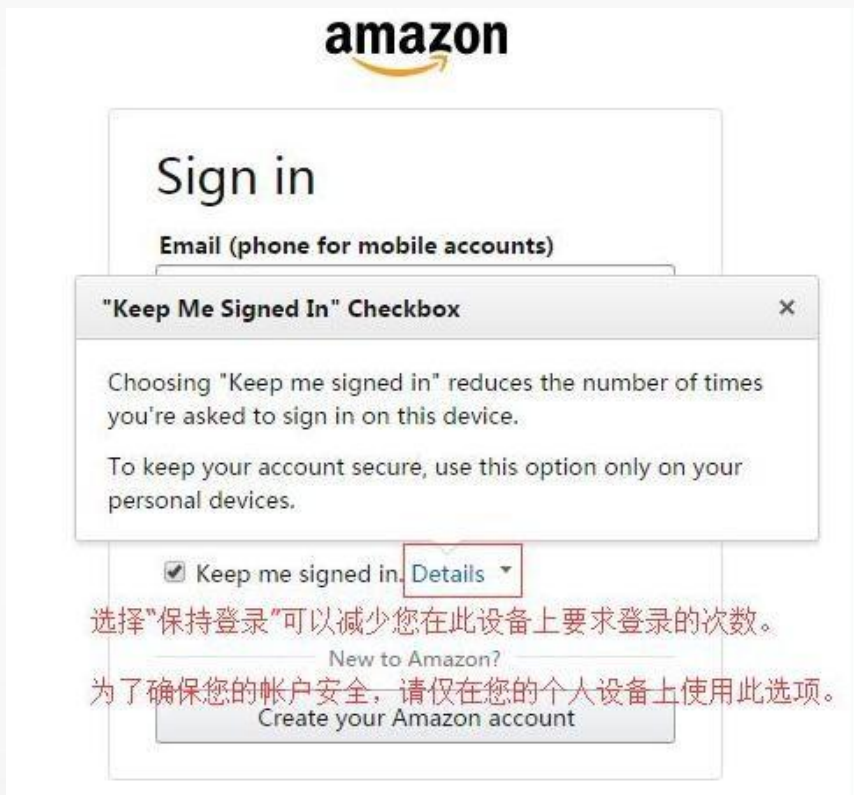 amazon
Sign in
Email (phone for mobile accounts)
"Keep Me Signed In" Checkbox
Choosing "Keep me signed in" reduces the number of times
you're asked to sign in on this device.
To keep your account secure, use this option only on your
personal devices.
Keep me signed in. Details
选择“保持登录”可以减少您在此设备上要求登录的次数。
New to Amazon?
为了确保您的帐户安全，请仅在您的个人设备上使用此选项。
Create your Amazon account